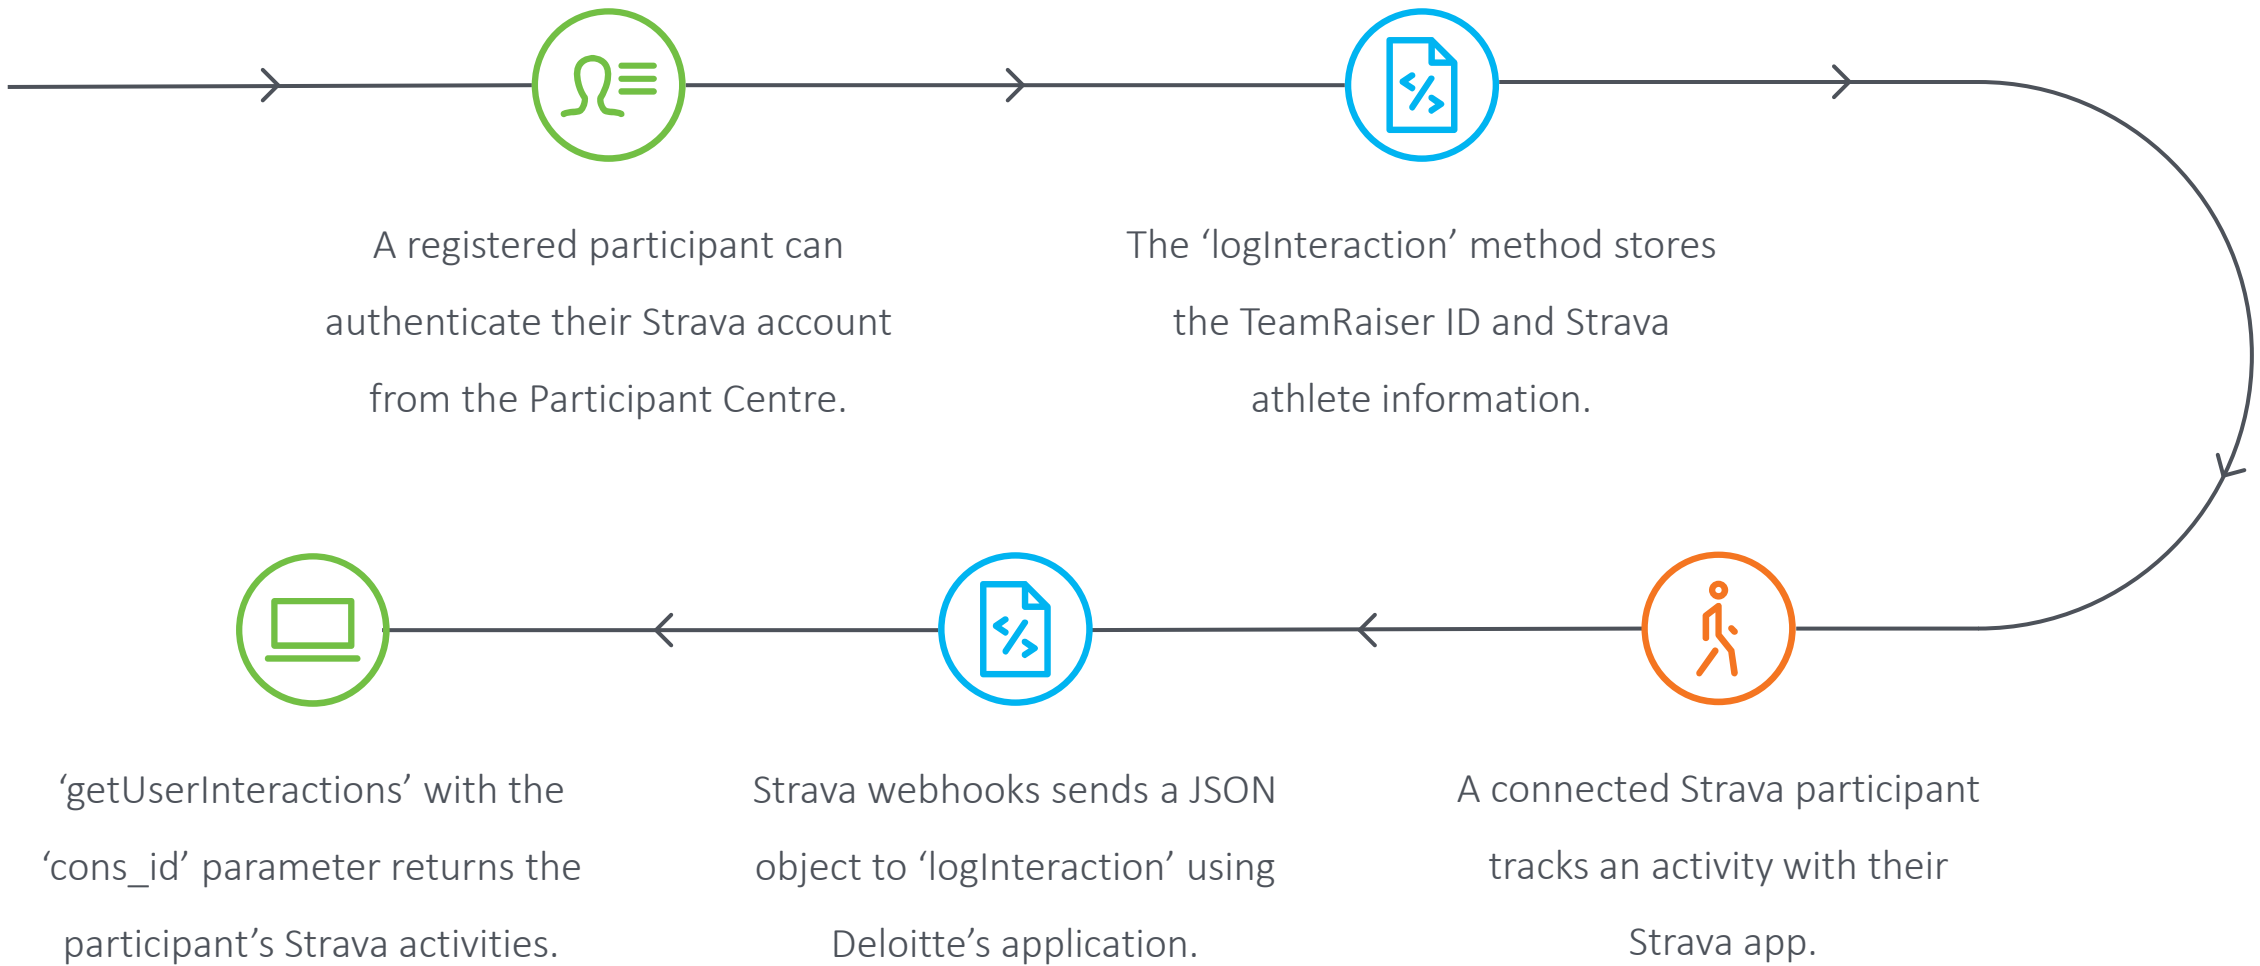 A registered participant can
authenticate their Strava account
from the Participant Centre.
The ‘logInteraction’ method stores
the TeamRaiser ID and Strava
athlete information.
A connected Strava participant
tracks an activity with their
Strava app.
Strava webhooks sends a JSON
object to ‘logInteraction’ using
Deloitte’s application.
‘getUserInteractions’ with the
‘cons_id’ parameter returns the
participant’s Strava activities.